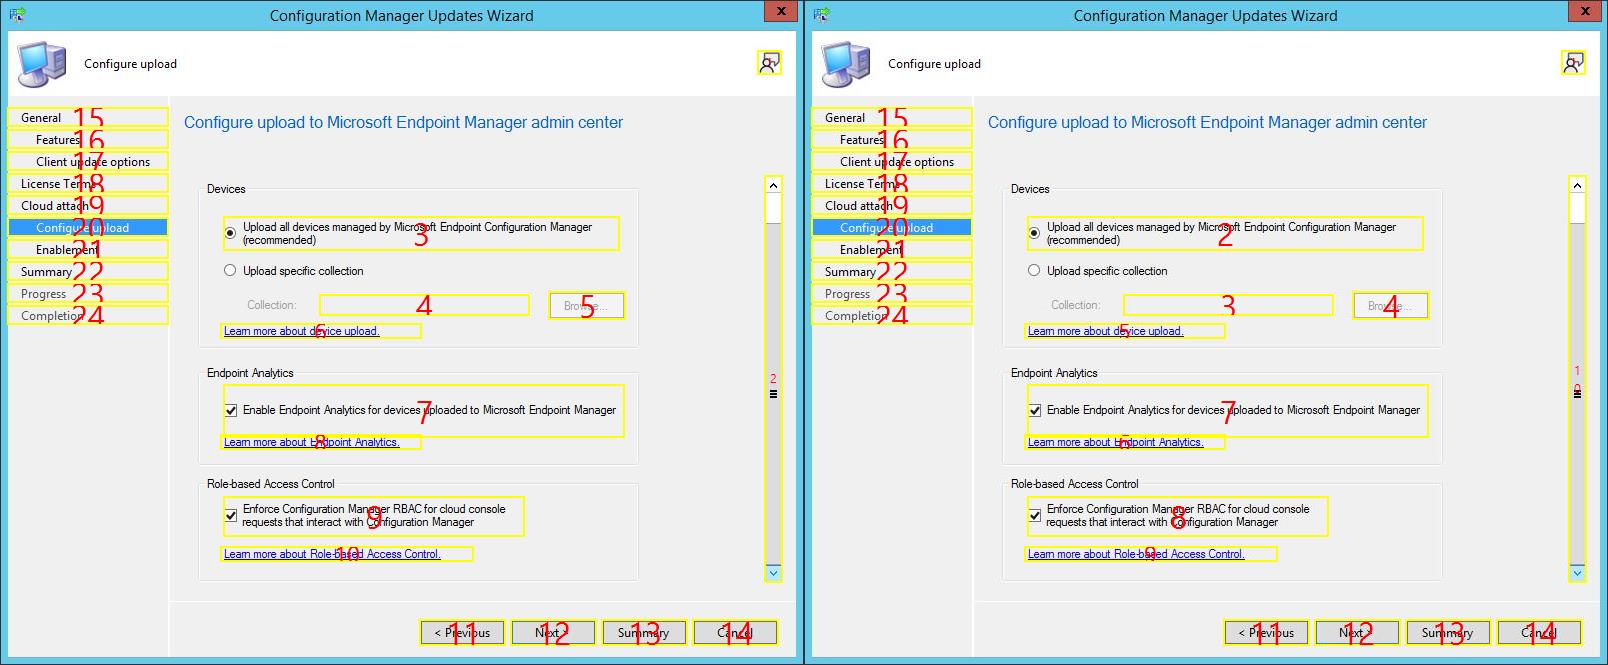 Configuration Manager Updates Wizard
x
Configure upload
1
General 15
Features 16
Client update options 17
License Terms 18
Cloud attach 19
Configure upload 20
Enablement 21
Summary 22
Progress 23
Completion 24
Configure upload to Microsoft Endpoint Manager admin center
Devices
Upload all devices managed by Microsoft Endpoint Configuration Manager
(recommended)
3
Upload specific collection
Collection: 4
Browse... 5
Learn more about device upload. 6
Endpoint Analytics
2
Enable Endpoint Analytics for devices uploaded to Microsoft Endpoint Manager 7
Learn more about Endpoint Analytics. 8
Role-based Access Control
Enforce Configuration Manager RBAC for cloud console
requests that interact with Configuration Manager
9
Learn more about Role-based Access Control. 10
< Previous 11
Next > 12
Summary 13
Cancel 14
Configuration Manager Updates Wizard
x
Configure upload
1
General 15
Features 16
Client update options 17
License Terms 18
Cloud attach 19
Configure upload 20
Enablement 21
Summary 22
Progress 23
Completion 24
Configure upload to Microsoft Endpoint Manager admin center
Devices
Upload all devices managed by Microsoft Endpoint Configuration Manager
(recommended)
2
Upload specific collection
Collection: 3
Browse... 4
Learn more about device upload. 5
Endpoint Analytics
10
Enable Endpoint Analytics for devices uploaded to Microsoft Endpoint Manager 7
Learn more about Endpoint Analytics. 6
Role-based Access Control
Enforce Configuration Manager RBAC for cloud console
requests that interact with Configuration Manager
8
Learn more about Role-based Access Control. 9
< Previous 11
Next > 12
Summary 13
Cancel 14